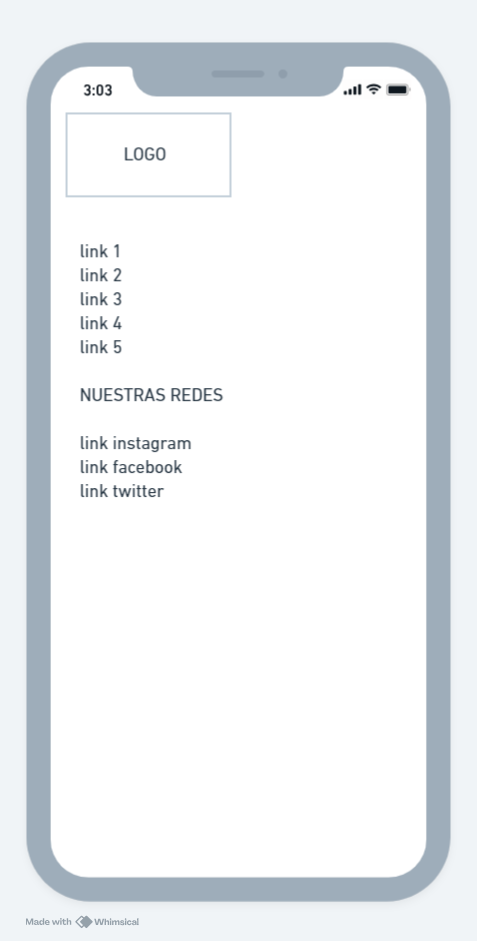 3:03
LOGO
link 1
link 2
link 3
link 4
link 5
NUESTRAS REDES
link instagram
link facebook
link twitter
Made with Whimsical